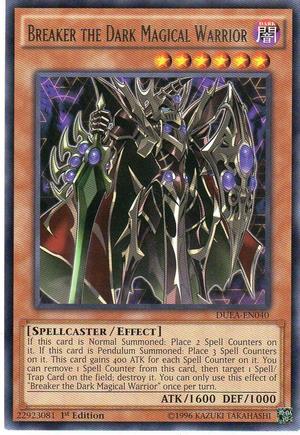 BREAKER THE DARK MAGICAL WARRIOR
DARK
闇
DUEA-EN040
[SPELLCASTER / EFFECT]
If this card is Normal Summoned: Place 2 Spell Counters on
it. If this card is Pendulum Summoned: Place 3 Spell Counters
on it. This card gains 400 ATK for each Spell Counter on it. You
can remove 1 Spell Counter from this card, then target 1 Spell/
Trap Card on the field; destroy it. You can only use this effect of
"Breaker the Dark Magical Warrior" once per turn.
ATK/1600 DEF/1000
22923081 1st Edition ©1996 KAZUKI TAKAHASHI